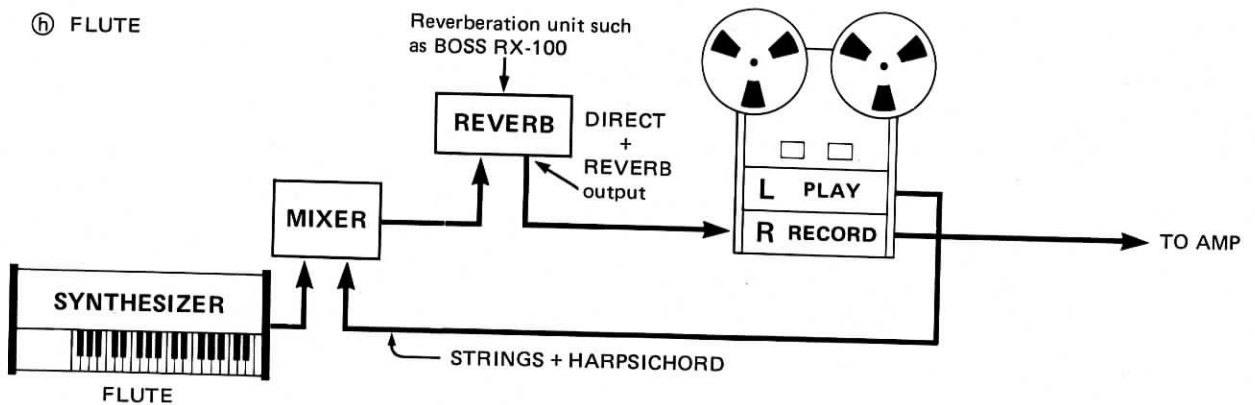 ⓗ FLUTE
Reverberation unit such
as BOSS RX-100
REVERB
DIRECT
+
REVERB
output
MIXER
L PLAY
R RECORD
TO AMP
SYNTHESIZER
STRINGS + HARPSICHORD
FLUTE